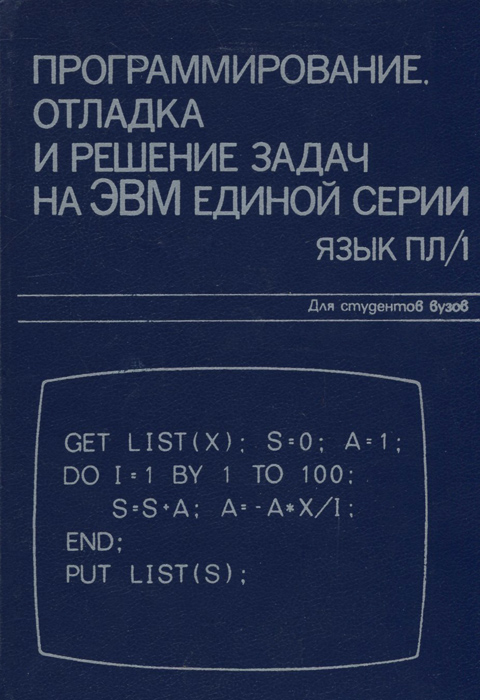 ПРОГРАММИРОВАНИЕ.
ОТЛАДКА
И РЕШЕНИЕ ЗАДАЧ
НА ЭВМ ЕДИНОЙ СЕРИИ
ЯЗЫК ПЛ/1
Для студентов вузов
GET LIST(X); S=0; A=1;
DO I=1 BY 1 TO 100;
S=S+A; A=-A*X/I;
END;
PUT LIST(S);